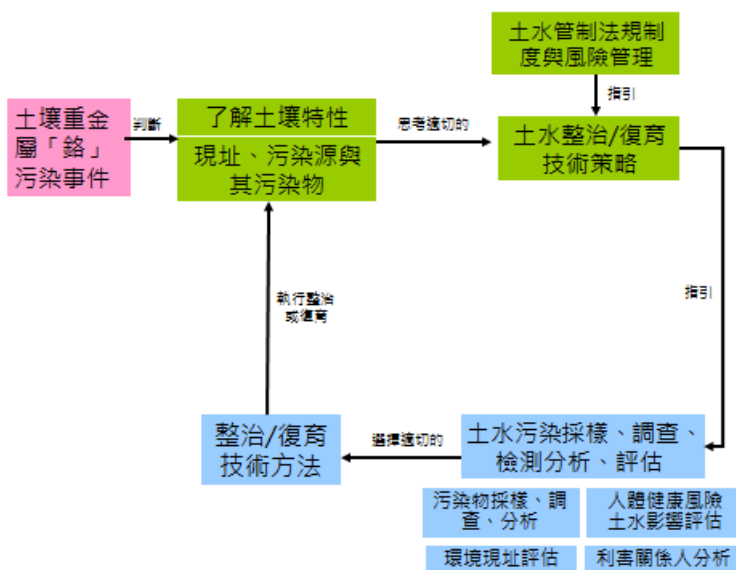 土水管制法規制
度與風險管理
指引
土壤重金
屬「鉻」
污染事件
判斷
了解土壤特性
現址、污染源與
其污染物
思考適切的
土水整治/復育
技術策略
指引
執行整治
或復育
整治/復育
技術方法
選擇適切的
土水污染採樣、調查、
檢測分析、評估
污染物採樣、調
查、分析
人體健康風險
土水影響評估
環境現址評估
利害關係人分析